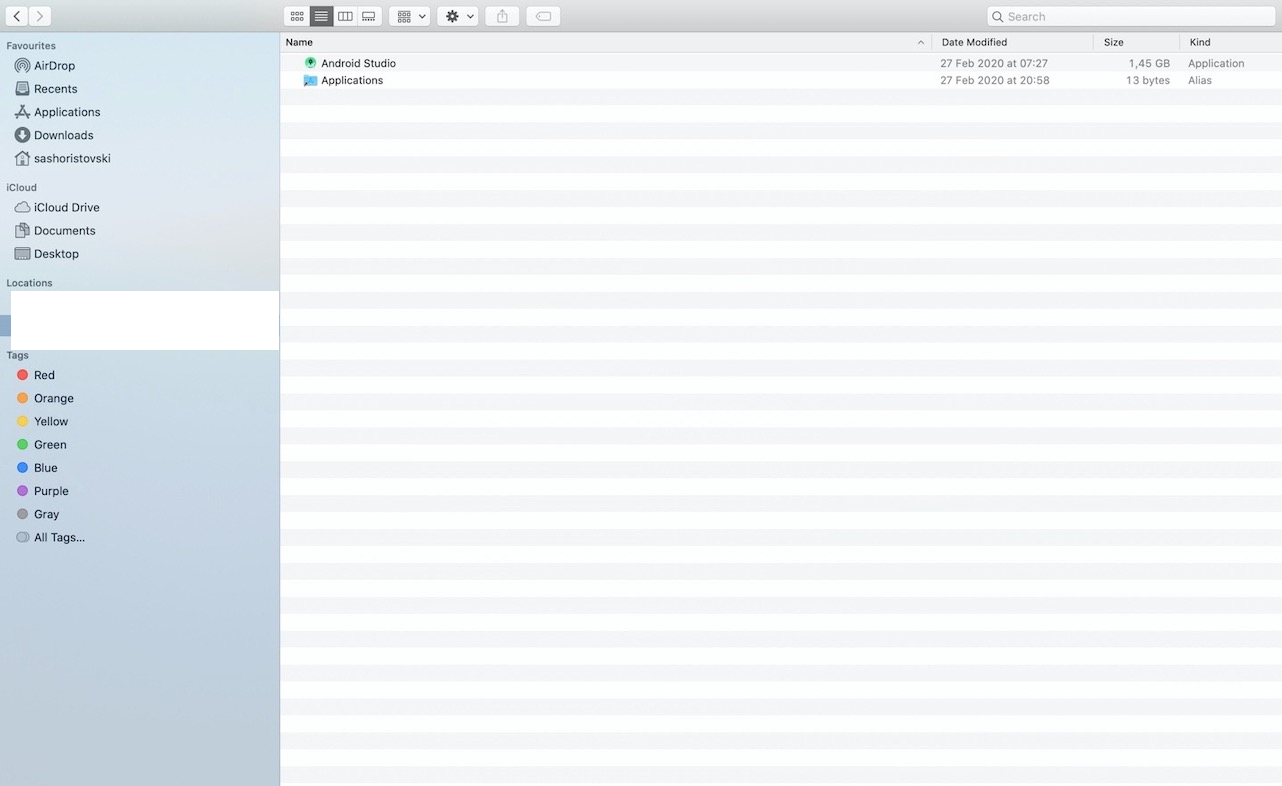 Search
Favourites
AirDrop
Recents
Applications
Downloads
sashoristovski
iCloud
iCloud Drive
Documents
Desktop
Locations
Tags
Red
Orange
Yellow
Green
Blue
Purple
Gray
All Tags...
Name Date Modified Size Kind
Android Studio 27 Feb 2020 at 07:27 1,45 GB Application
Applications 27 Feb 2020 at 20:58 13 bytes Alias